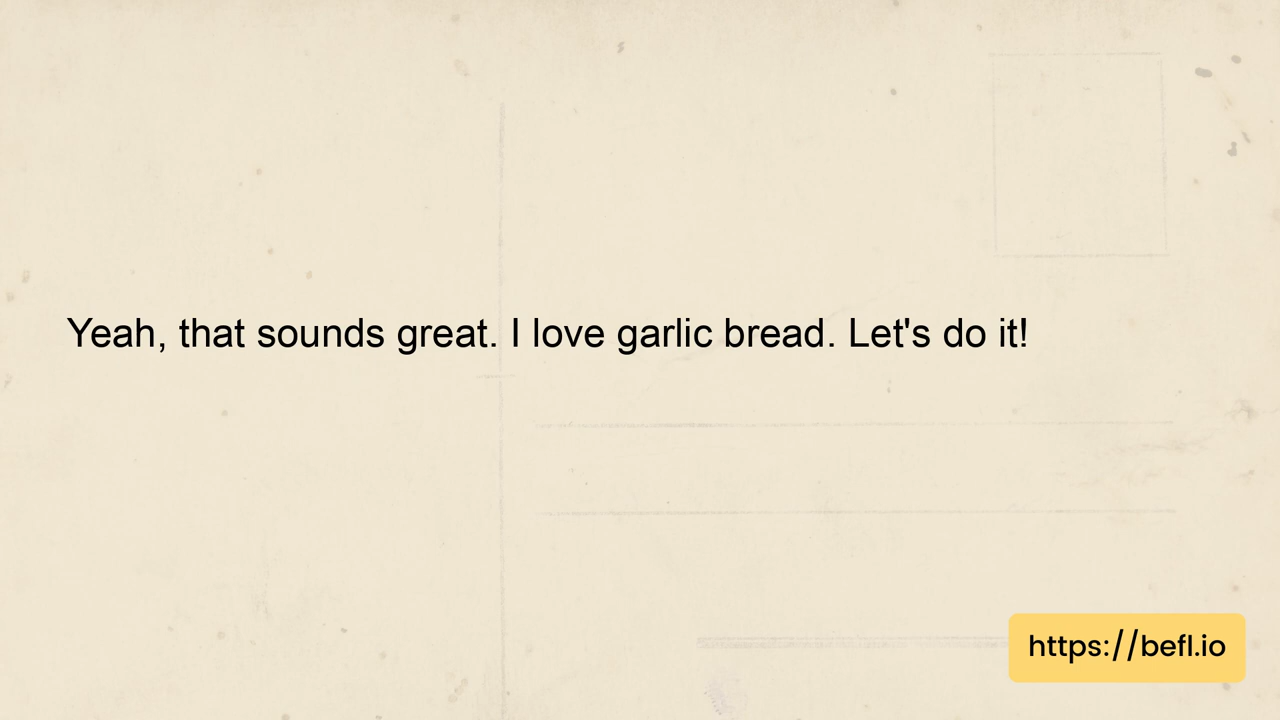 Yeah, that sounds great. I love garlic bread. Let's do it!
https://befl.io